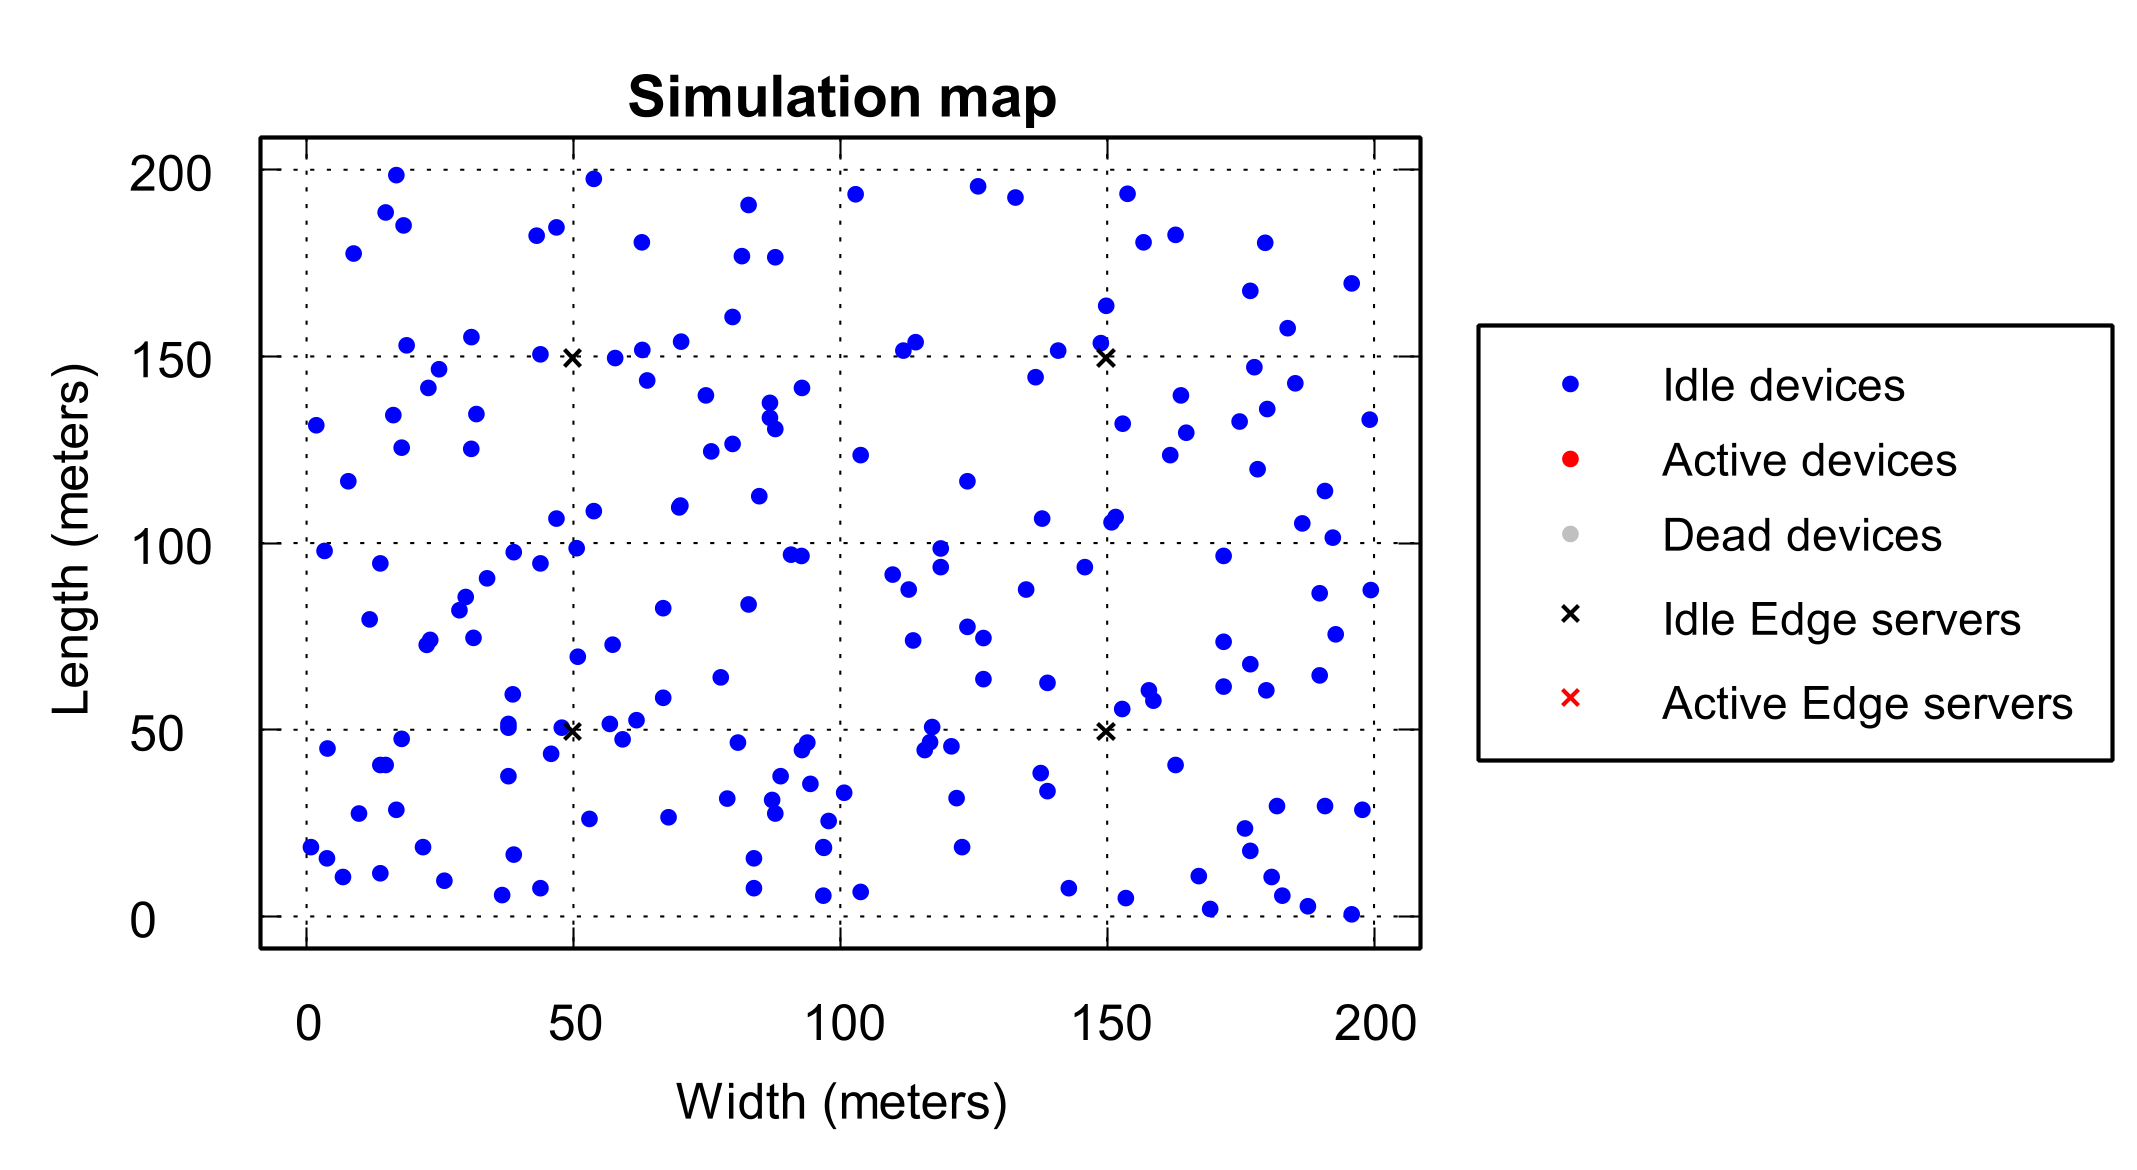 Simulation map
200
150
100
50
0
Length (meters)
0 50 100 150 200
Width (meters)
Idle devices
Active devices
Dead devices
Idle Edge servers
Active Edge servers